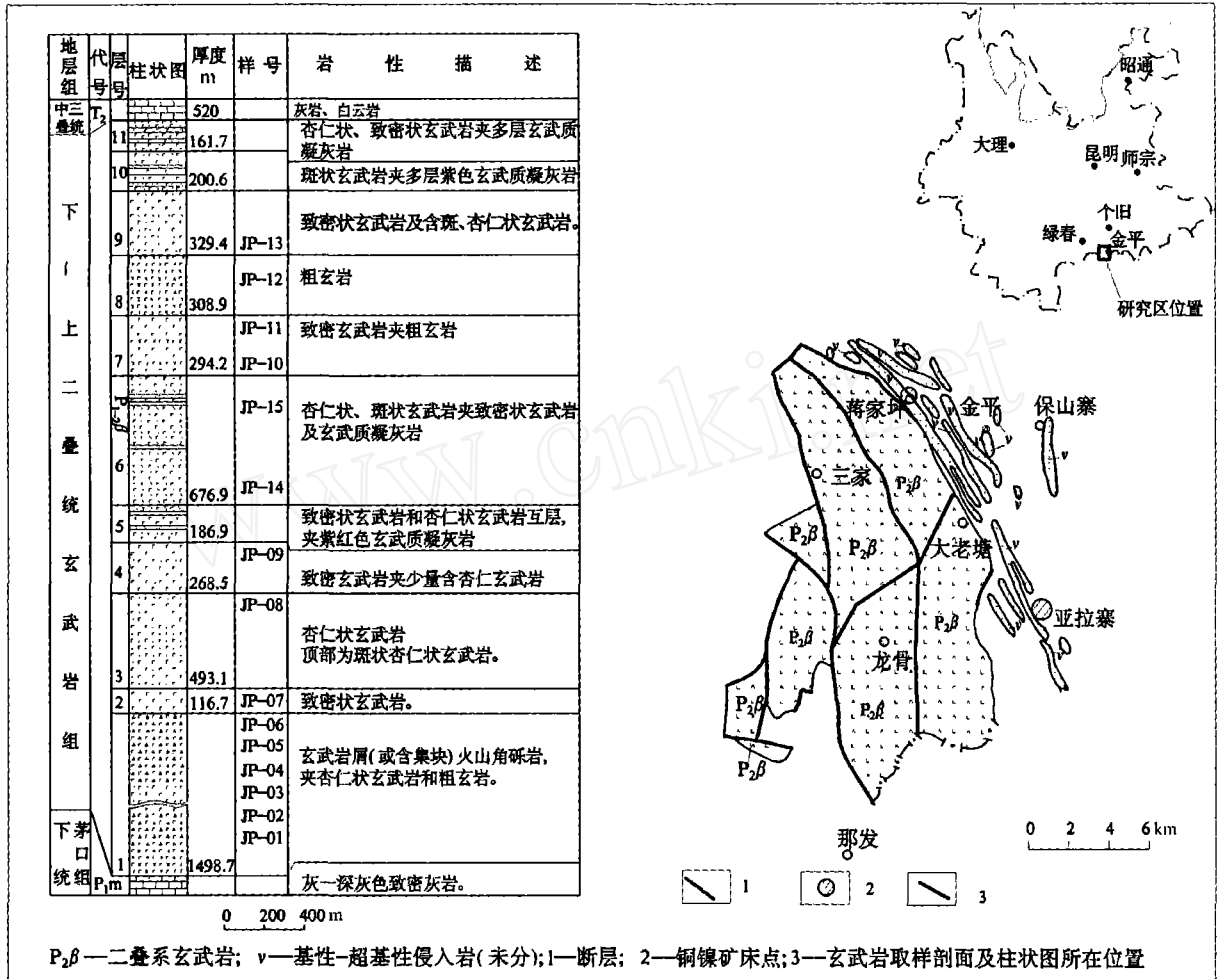 地层组 代号 层号 柱状图 厚度 m 样号 岩性描述
中三叠统 T₂ 520 灰岩、白云岩
11 161.7 杏仁状、致密状玄武岩夹多层玄武质
凝灰岩
10 200.6 斑状玄武岩夹多层紫色玄武质凝灰岩
9 329.4 JP-13 致密状玄武岩及含斑、杏仁状玄武岩。
8 308.9 JP-12 粗玄岩
7 294.2 JP-11 致密玄武岩夹粗玄岩
JP-10
6 676.9 JP-15 杏仁状、斑状玄武岩夹致密状玄武岩
及玄武质凝灰岩
JP-14
5 186.9 致密状玄武岩和杏仁状玄武岩互层,
夹紫红色玄武质凝灰岩
4 268.5 JP-09 致密玄武岩夹少量含杏仁玄武岩
3 493.1 JP-08 杏仁状玄武岩
顶部为斑状杏仁状玄武岩。
2 116.7 JP-07 致密状玄武岩。
1 1498.7 JP-06
JP-05 玄武岩屑(或含集块)火山角砾岩,
JP-04 夹杏仁状玄武岩和粗玄岩。
JP-03
JP-02
JP-01
下~上二叠统玄武岩组
下统 茅口组 P₁m 灰—深灰色致密灰岩。
0 200 400 m
昭通
大理
昆明 师宗
个旧
绿春 金平
研究区位置
蒋家坪 金平 保山寨
三家
大老塘
亚拉寨
龙骨
那发
P₂β
P₂β
P₂β
P₂β
P₂β
P₂β
P₂β
P₂β
ν
ν
ν
ν
ν
ν
ν
ν
0 2 4 6 km
1 2 3
P₂β—二叠系玄武岩; ν—基性-超基性侵入岩(未分);1—断层; 2—铜镍矿床点;3—玄武岩取样剖面及柱状图所在位置
www.cnki.net